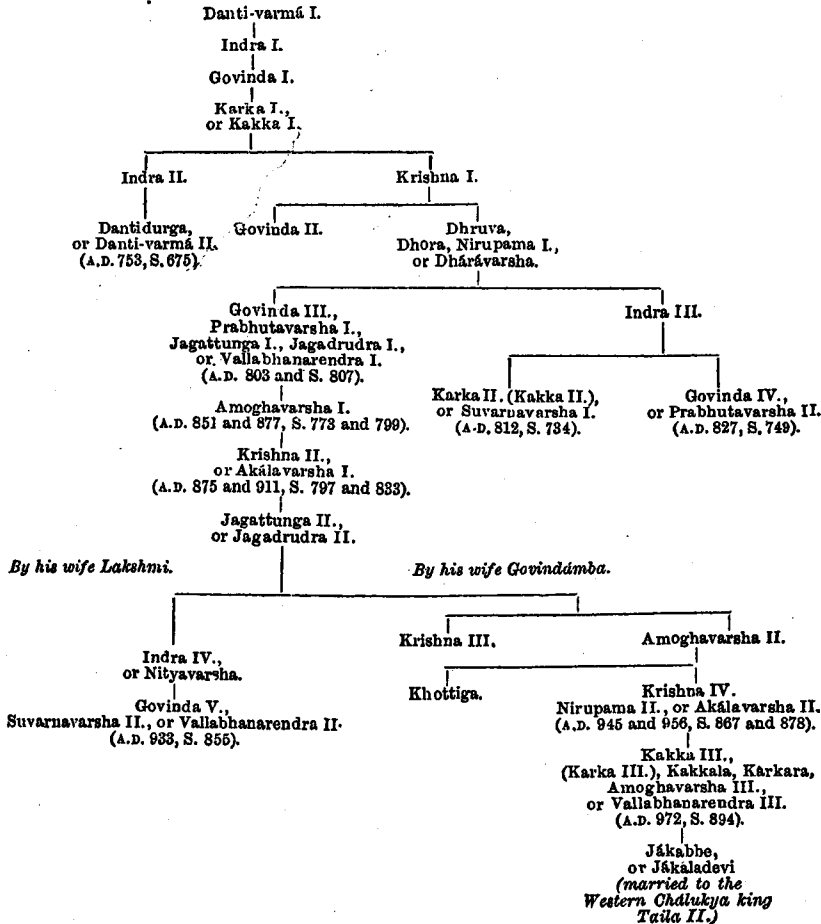 Danti-varmá I.
Indra I.
Govinda I.
Karka I.,
or Kakka I.
Indra II.
Krishna I.
Dantidurga,
or Danti-varmá II.
(A.D. 753, S. 675).
Govinda II.
Dhruva,
Dhora, Nirupama I.,
or Dhárávarsha.
Govinda III.,
Prabhutavarsha I.,
Jagattunga I., Jagadrudra I.,
or Vallabhanarendra I.
(A.D. 803 and S. 807).
Indra III.
Amoghavarsha I.
(A.D. 851 and 877, S. 773 and 799).
Karka II. (Kakka II.),
or Suvarnavarsha I.
(A.D. 812, S. 734).
Govinda IV.,
or Prabhutavarsha II.
(A.D. 827, S. 749).
Krishna II.,
or Akálavarsha I.
(A.D. 875 and 911, S. 797 and 833).
Jagattunga II.,
or Jagadrudra II.
By his wife Lakshmi.
By his wife Govindámba.
Krishna III.
Amoghavarsha II.
Indra IV.,
or Nityavarsha.
Govinda V.,
Suvarnavarsha II., or Vallabhanarendra II.
(A.D. 933, S. 855).
Khottiga.
Krishna IV.
Nirupama II., or Akálavarsha II.
(A.D. 945 and 956, S. 867 and 878).
Kakka III.,
(Karka III.), Kakkala, Karkara,
Amoghavarsha III.,
or Vallabhanarendra III.
(A.D. 972, S. 894).
Jákabbe,
or Jákaladevi
(married to the
Western Chálukya king
Taila II.)